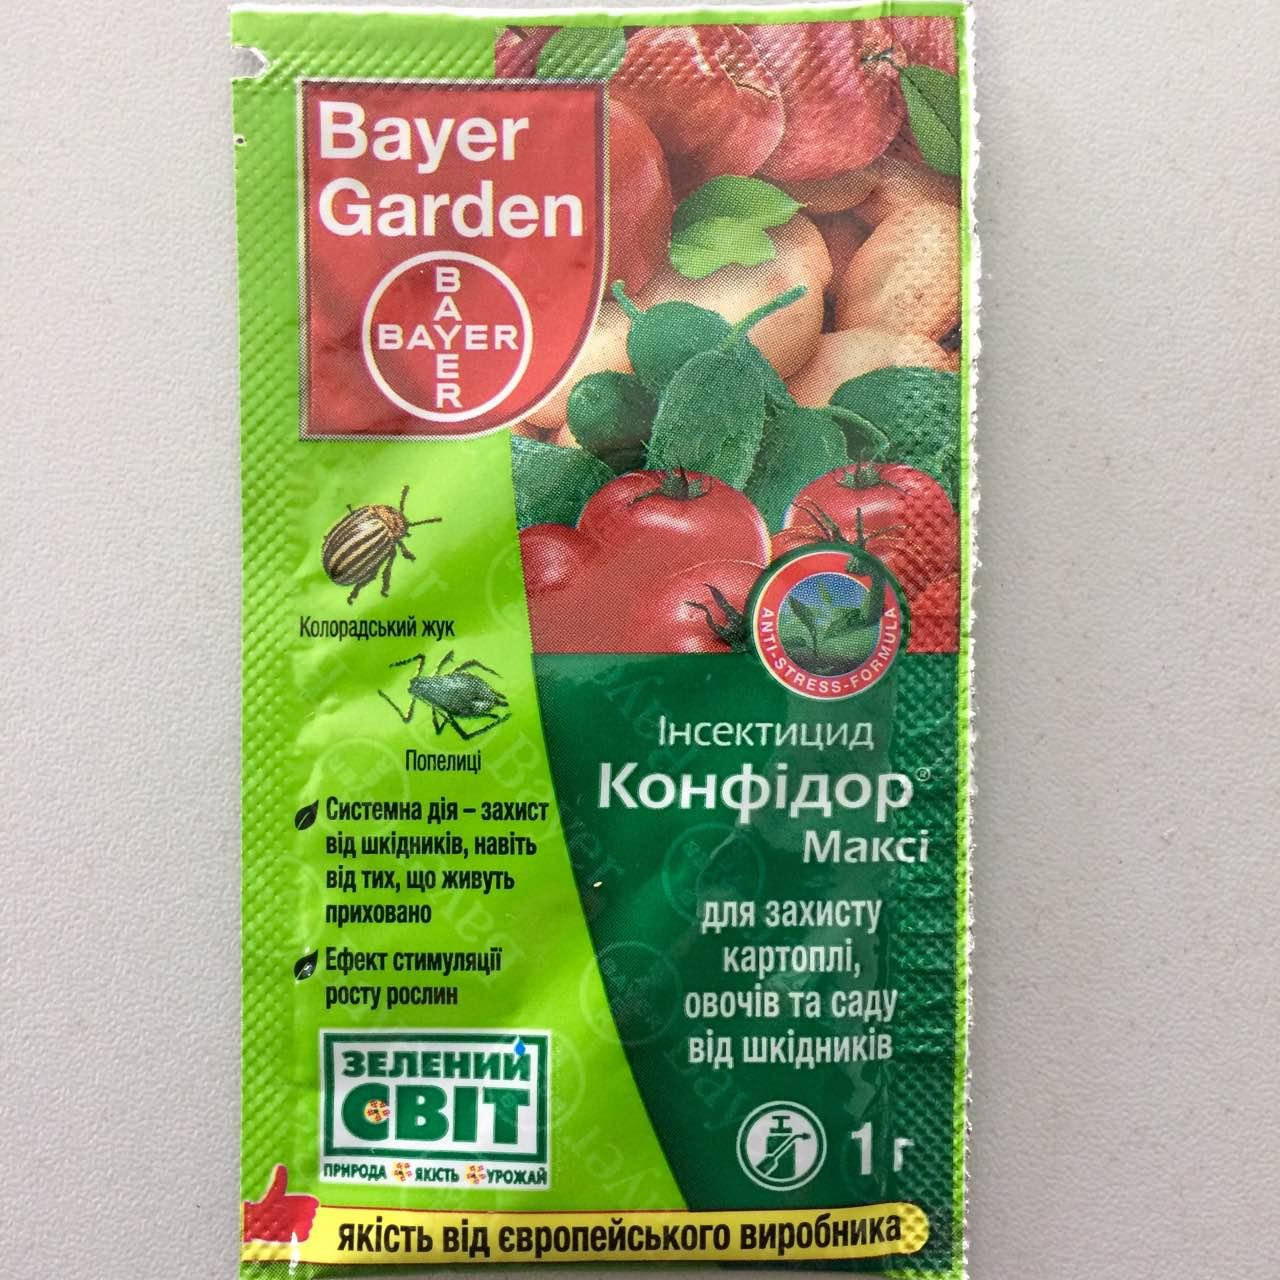 Bayer
Garden
BAYER
BAYER
Колорадський жук
Попелиці
Системна дія – захист
від шкідників, навіть
від тих, що живуть
приховано
Ефект стимуляції
росту рослин
ЗЕЛЕНИЙ
СВІТ
ПРИРОДА ЯКІСТЬ УРОЖАЙ
ANTI-STRESS-FORMULA
Інсектицид
Конфідор®
Максі
для захисту
картоплі,
овочів та саду
від шкідників
1 г
якість від європейського виробника